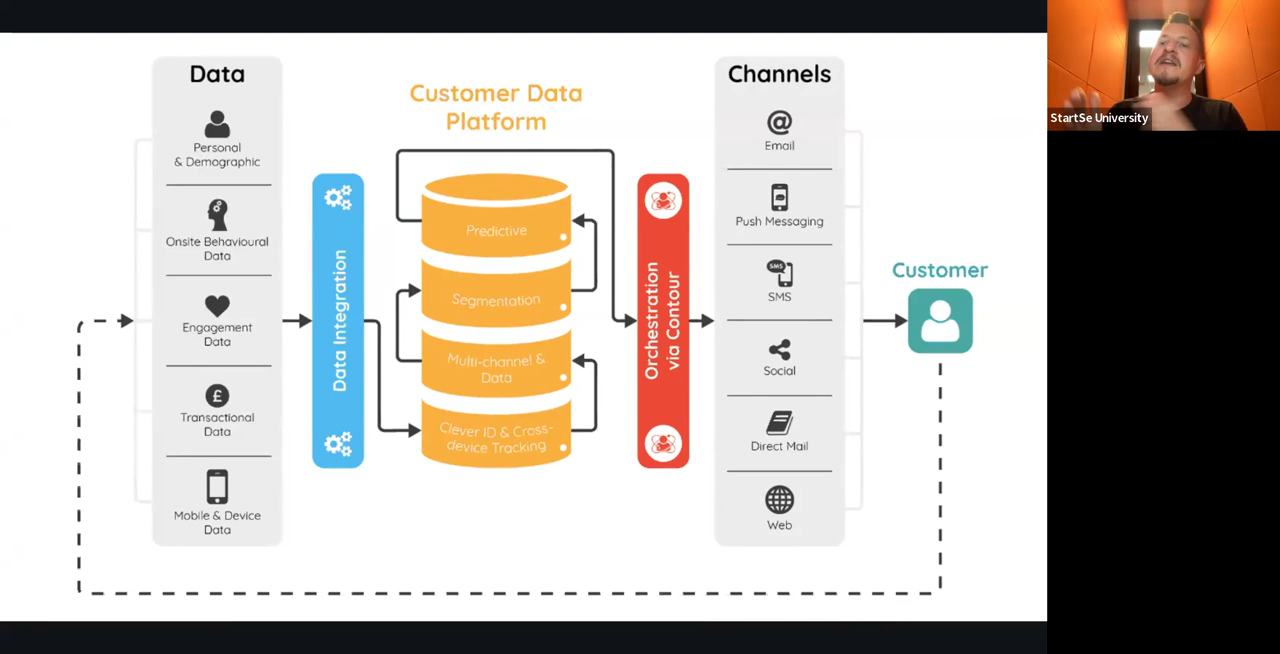 Data
Personal
& Demographic
Onsite Behavioural
Data
Engagement
Data
£
Transactional
Data
Mobile & Device
Data
Data Integration
Customer Data
Platform
Predictive
Segmentation
Multi-channel &
Data
Clever ID & Cross-
device Tracking
Orchestration
via Contour
Channels
@
Email
Push Messaging
SMS
SMS
Social
Direct Mail
Web
Customer
StartSe University